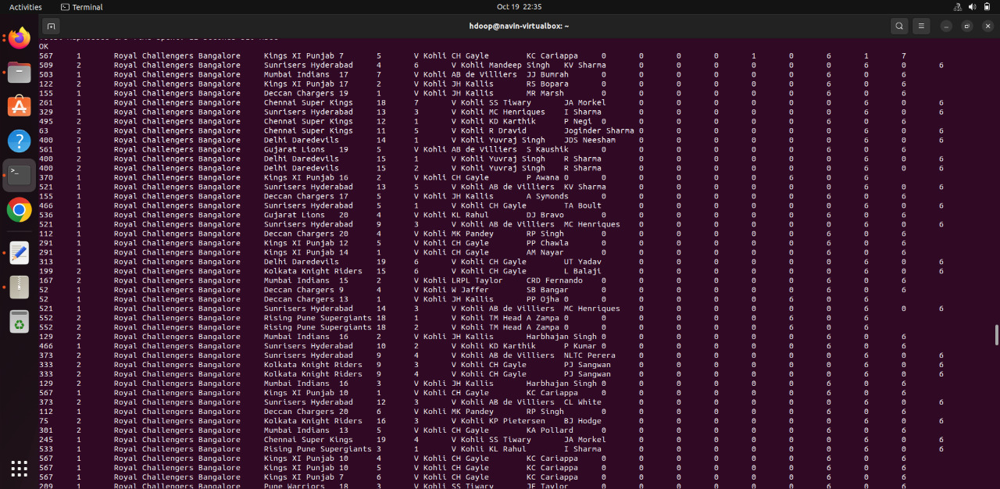 Activities Terminal Oct 19 22:35
hdoop@navin-virtualbox: ~
OK
567 1 Royal Challengers Bangalore Kings XI Punjab 7 5 V Kohli CH Gayle KC Cariappa 0 0 0 0 1 0 6 1 7
509 2 Royal Challengers Bangalore Sunrisers Hyderabad 4 6 V Kohli Mandeep Singh KV Sharma 0 0 0 0 0 0 6 0 6
503 1 Royal Challengers Bangalore Mumbai Indians 17 7 V Kohli AB de Villiers JJ Bumrah 0 0 0 0 0 0 6 0 6
122 2 Royal Challengers Bangalore Kings XI Punjab 17 2 V Kohli JH Kallis RS Bopara 0 0 0 0 0 0 6 0 6
155 1 Royal Challengers Bangalore Deccan Chargers 19 1 V Kohli JH Kallis MR Marsh 0 0 0 0 0 0 6 0 6
261 1 Royal Challengers Bangalore Chennai Super Kings 18 7 V Kohli SS Tiwary JA Morkel 0 0 0 0 0 0 6 0 6
329 1 Royal Challengers Bangalore Sunrisers Hyderabad 13 3 V Kohli MC Henriques I Sharma 0 0 0 0 0 0 6 0 6
495 2 Royal Challengers Bangalore Chennai Super Kings 12 1 V Kohli KD Karthik P Negi 0 0 0 0 0 0 6 0 6
63 2 Royal Challengers Bangalore Chennai Super Kings 11 5 V Kohli R Dravid Joginder Sharma 0 0 0 0 0 0 6 0 6
400 2 Royal Challengers Bangalore Delhi Daredevils 14 1 V Kohli Yuvraj Singh JDS Neesham 0 0 0 0 0 0 6 0 6
561 1 Royal Challengers Bangalore Gujarat Lions 19 5 V Kohli AB de Villiers S Kaushik 0 0 0 0 0 0 6 0 6
400 2 Royal Challengers Bangalore Delhi Daredevils 15 1 V Kohli Yuvraj Singh R Sharma 0 0 0 0 0 0 6 0 6
400 2 Royal Challengers Bangalore Delhi Daredevils 15 2 V Kohli Yuvraj Singh R Sharma 0 0 0 0 0 0 6 0 6
370 1 Royal Challengers Bangalore Kings XI Punjab 16 2 V Kohli CH Gayle P Awana 0 0 0 0 0 0 6 0 6
521 1 Royal Challengers Bangalore Sunrisers Hyderabad 13 5 V Kohli AB de Villiers KV Sharma 0 0 0 0 0 0 6 0 6
155 1 Royal Challengers Bangalore Deccan Chargers 17 5 V Kohli JH Kallis A Symonds 0 0 0 0 0 0 6 0 6
466 1 Royal Challengers Bangalore Sunrisers Hyderabad 5 1 V Kohli CH Gayle TA Boult 0 0 0 0 0 0 6 0 6
536 1 Royal Challengers Bangalore Gujarat Lions 20 4 V Kohli KL Rahul DJ Bravo 0 0 0 0 0 0 6 0 6
521 1 Royal Challengers Bangalore Sunrisers Hyderabad 9 3 V Kohli AB de Villiers MC Henriques 0 0 0 0 0 0 6 0 6
112 1 Royal Challengers Bangalore Deccan Chargers 20 4 V Kohli MK Pandey RP Singh 0 0 0 0 0 0 6 0 6
291 1 Royal Challengers Bangalore Kings XI Punjab 12 5 V Kohli CH Gayle PP Chawla 0 0 0 0 0 0 6 0 6
291 1 Royal Challengers Bangalore Kings XI Punjab 14 1 V Kohli CH Gayle AM Nayar 0 0 0 0 0 0 6 0 6
313 1 Royal Challengers Bangalore Delhi Daredevils 19 6 V Kohli CH Gayle UT Yadav 0 0 0 0 0 0 6 0 6
199 2 Royal Challengers Bangalore Kolkata Knight Riders 15 6 V Kohli CH Gayle L Balaji 0 0 0 0 0 0 6 0 6
167 2 Royal Challengers Bangalore Mumbai Indians 15 2 V Kohli LRPL Taylor CRD Fernando 0 0 0 0 0 0 6 0 6
52 1 Royal Challengers Bangalore Deccan Chargers 9 4 V Kohli W Jaffer SB Bangar 0 0 0 0 0 0 6 0 6
52 1 Royal Challengers Bangalore Deccan Chargers 13 1 V Kohli JH Kallis PP Ojha 0 0 0 0 0 0 6 0 6
521 1 Royal Challengers Bangalore Sunrisers Hyderabad 14 3 V Kohli AB de Villiers MC Henriques 0 0 0 0 0 0 6 0 6
552 2 Royal Challengers Bangalore Rising Pune Supergiants 18 1 V Kohli TM Head A Zampa 0 0 0 0 0 0 6 0 6
552 2 Royal Challengers Bangalore Rising Pune Supergiants 18 2 V Kohli TM Head A Zampa 0 0 0 0 0 0 6 0 6
129 2 Royal Challengers Bangalore Mumbai Indians 16 2 V Kohli JH Kallis Harbhajan Singh 0 0 0 0 0 0 6 0 6
466 1 Royal Challengers Bangalore Sunrisers Hyderabad 10 2 V Kohli KD Karthik P Kumar 0 0 0 0 0 0 6 0 6
373 2 Royal Challengers Bangalore Sunrisers Hyderabad 9 4 V Kohli AB de Villiers NLTC Perera 0 0 0 0 0 0 6 0 6
333 2 Royal Challengers Bangalore Kolkata Knight Riders 9 3 V Kohli CH Gayle PJ Sangwan 0 0 0 0 0 0 6 0 6
333 2 Royal Challengers Bangalore Kolkata Knight Riders 9 4 V Kohli CH Gayle PJ Sangwan 0 0 0 0 0 0 6 0 6
129 2 Royal Challengers Bangalore Mumbai Indians 16 3 V Kohli JH Kallis Harbhajan Singh 0 0 0 0 0 0 6 0 6
567 1 Royal Challengers Bangalore Kings XI Punjab 10 1 V Kohli CH Gayle KC Cariappa 0 0 0 0 0 0 6 0 6
373 2 Royal Challengers Bangalore Sunrisers Hyderabad 12 3 V Kohli AB de Villiers CL White 0 0 0 0 0 0 6 0 6
112 1 Royal Challengers Bangalore Deccan Chargers 20 6 V Kohli MK Pandey RP Singh 0 0 0 0 0 0 6 0 6
75 2 Royal Challengers Bangalore Kolkata Knight Riders 16 3 V Kohli KP Pietersen BJ Hodge 0 0 0 0 0 0 6 0 6
301 2 Royal Challengers Bangalore Mumbai Indians 13 5 V Kohli CH Gayle KA Pollard 0 0 0 0 0 0 6 0 6
245 1 Royal Challengers Bangalore Chennai Super Kings 19 4 V Kohli SS Tiwary JA Morkel 0 0 0 0 0 0 6 0 6
533 1 Royal Challengers Bangalore Rising Pune Supergiants 3 1 V Kohli KL Rahul I Sharma 0 0 0 0 0 0 6 0 6
567 1 Royal Challengers Bangalore Kings XI Punjab 10 4 V Kohli CH Gayle KC Cariappa 0 0 0 0 0 0 6 0 6
567 1 Royal Challengers Bangalore Kings XI Punjab 10 5 V Kohli CH Gayle KC Cariappa 0 0 0 0 0 0 6 0 6
567 1 Royal Challengers Bangalore Kings XI Punjab 7 6 V Kohli CH Gayle KC Cariappa 0 0 0 0 0 0 6 0 6
209 1 Royal Challengers Bangalore Pune Warriors 18 3 V Kohli SS Tiwary JE Taylor 0 0 0 0 0 0 6 0 6